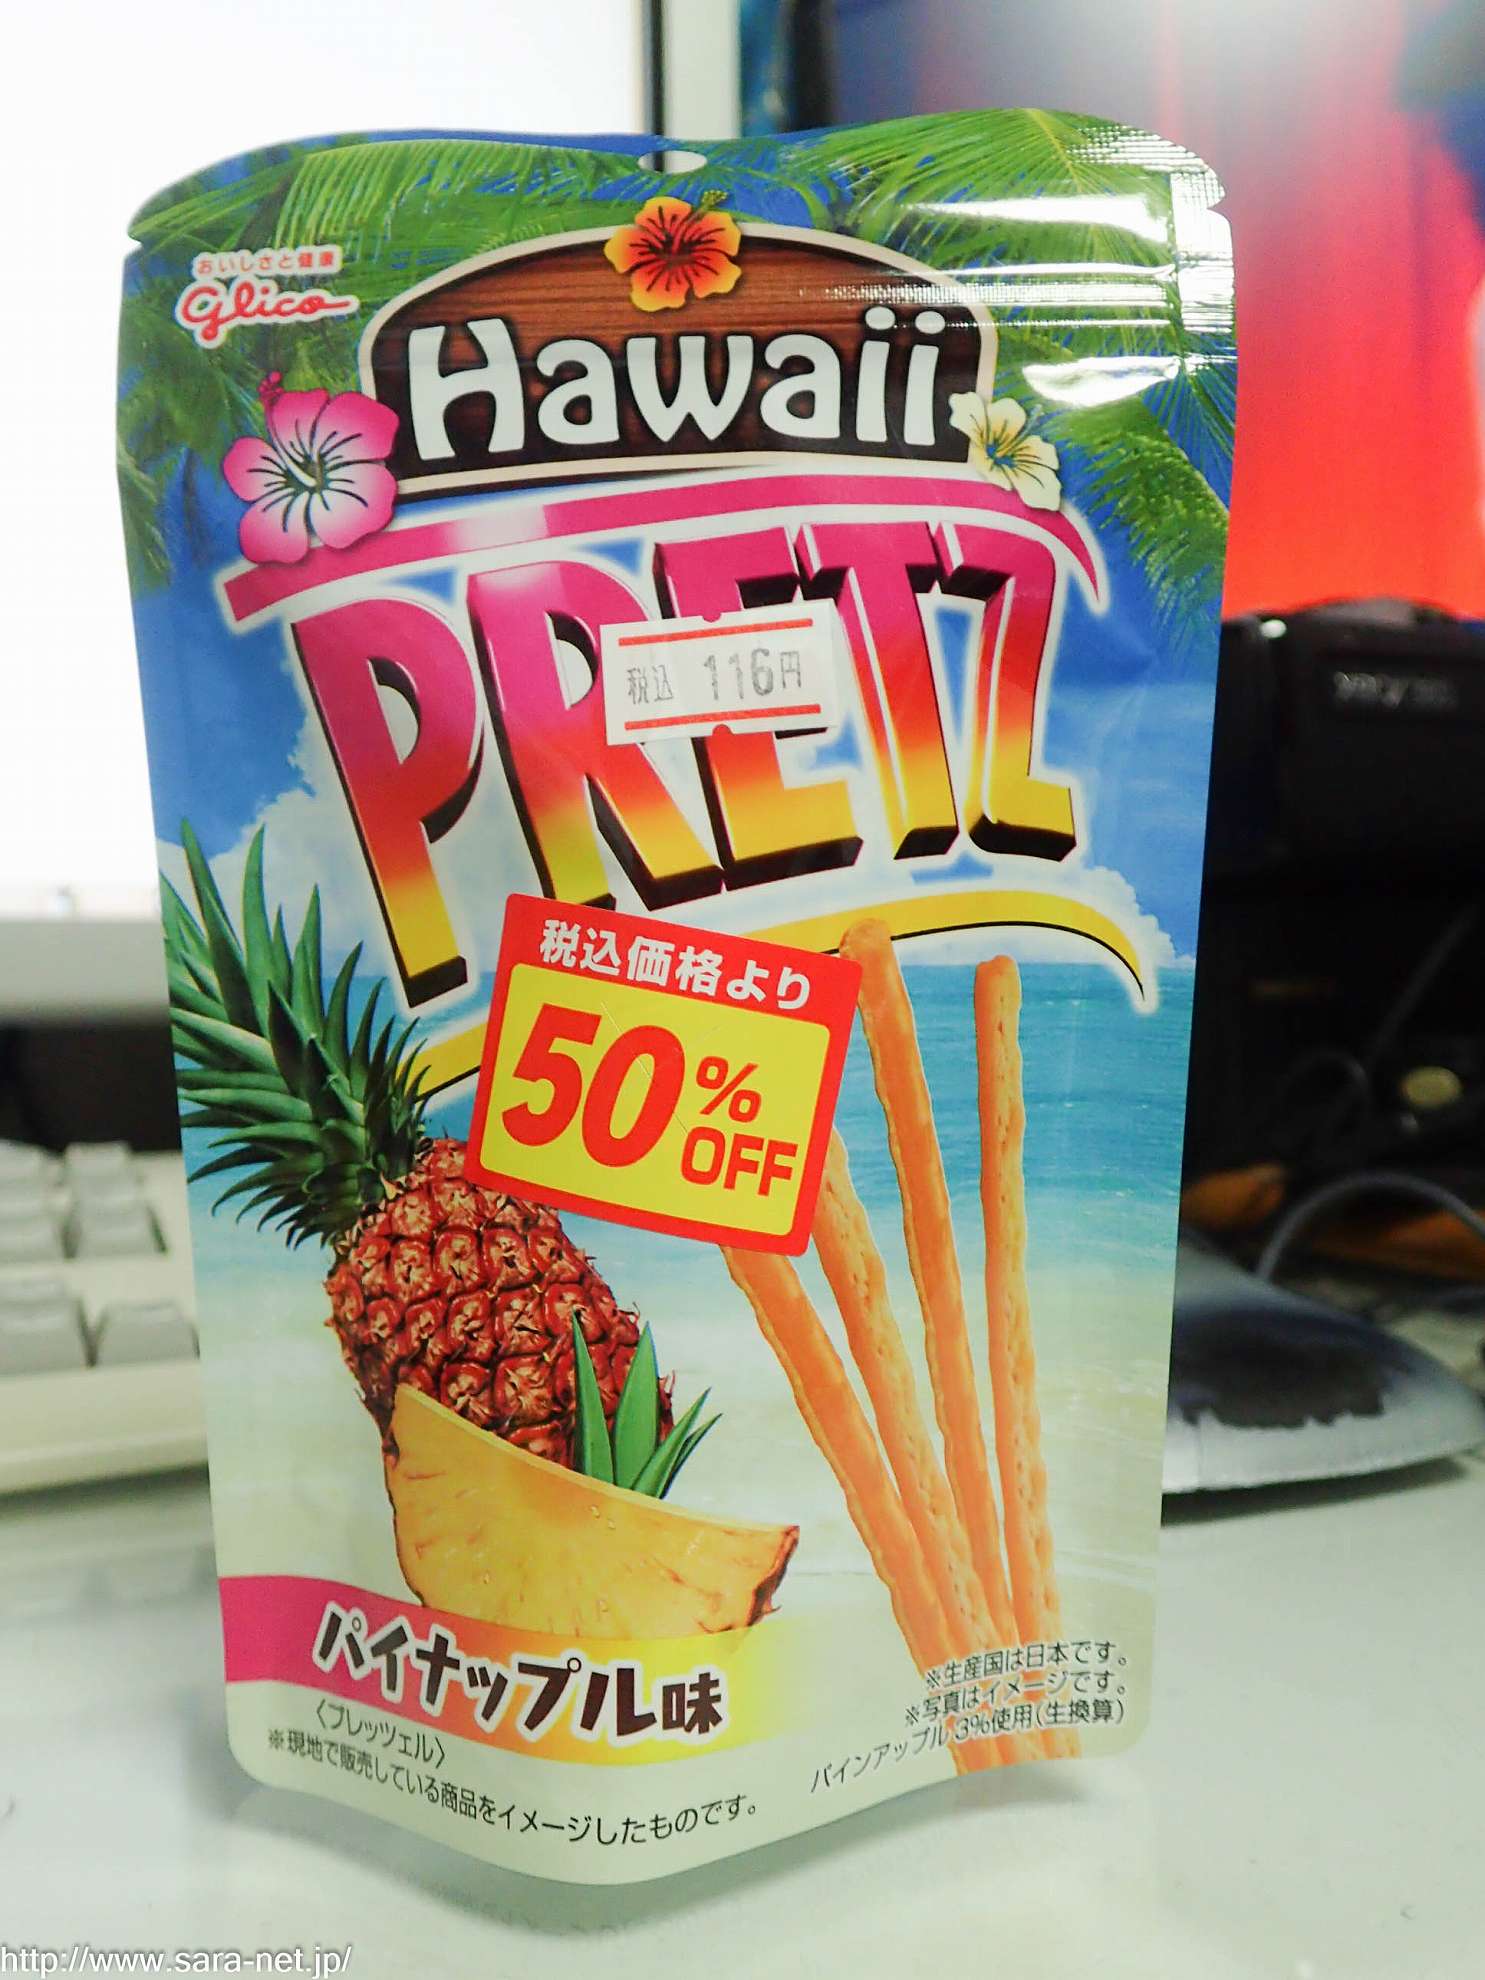 おいしさと健康
glico
Hawaii
PRETZ
税込 116円
税込価格より
50%
OFF
パイナップル味
〈プレッツェル〉
※現地で販売している商品をイメージしたものです。
※生産国は日本です。
※写真はイメージです。
パインアップル3%使用(生換算)
http://www.sara-net.jp/